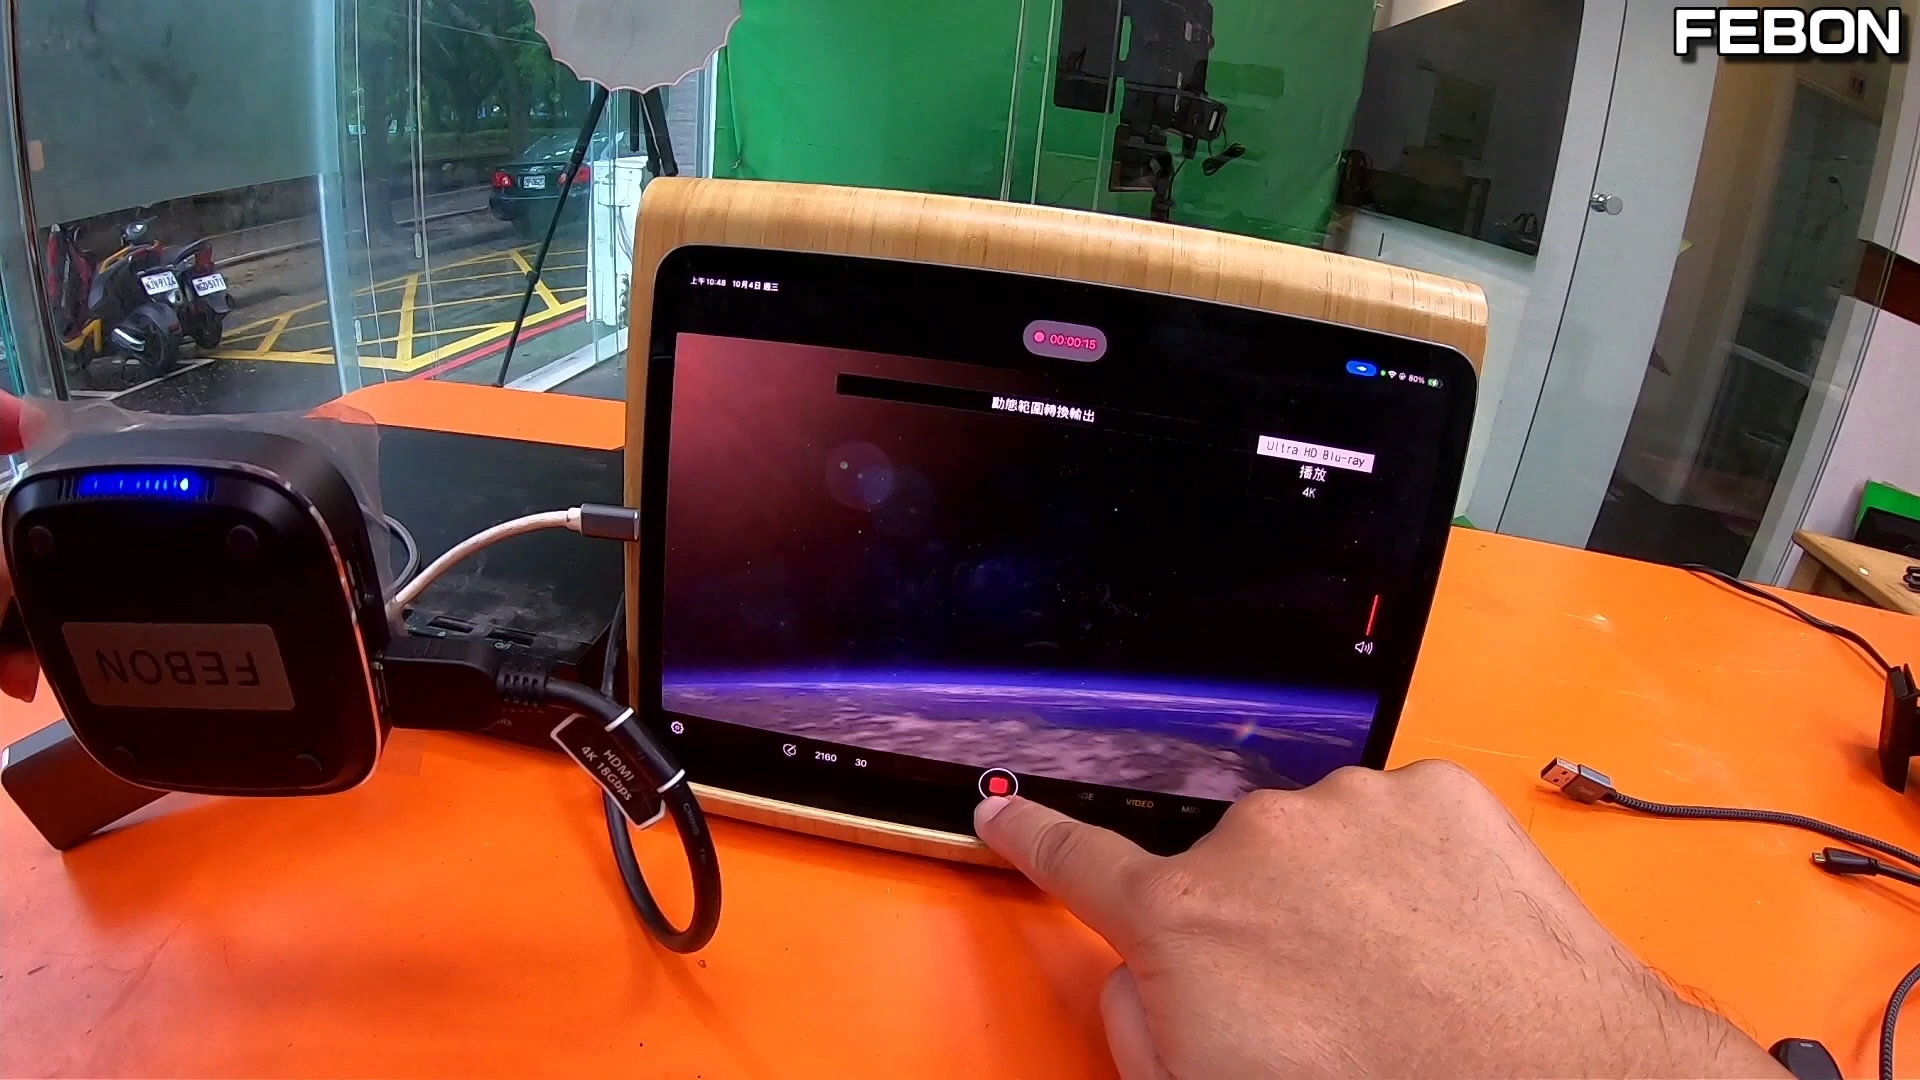 FEBON
上午10:48 10月4日 週三
00:00:15
80%
動態範圍轉換輸出
Ultra HD Blu-ray
播放
4K
FEBON
HDMI
4K 18Gbps
2160 30
VIDEO